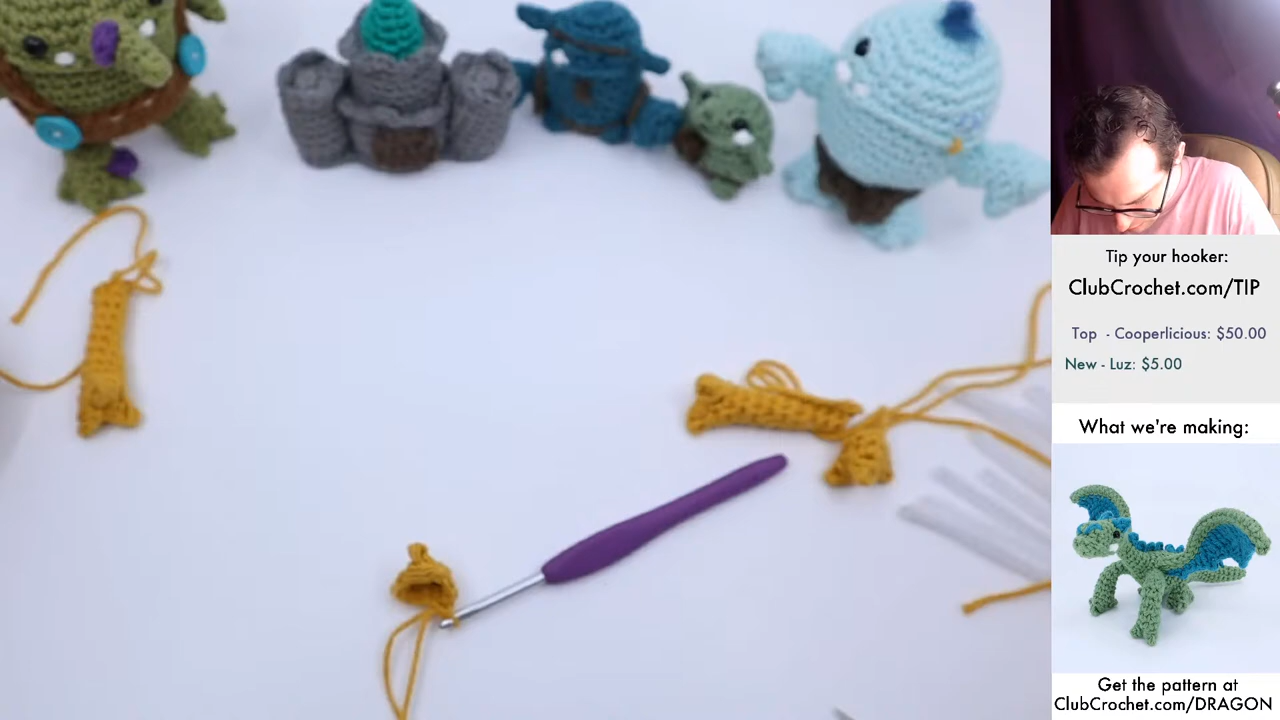 Tip your hooker:
ClubCrochet.com/TIP
Top - Cooperlicious: $50.00
New - Luz: $5.00
What we're making:
Get the pattern at
ClubCrochet.com/DRAGON